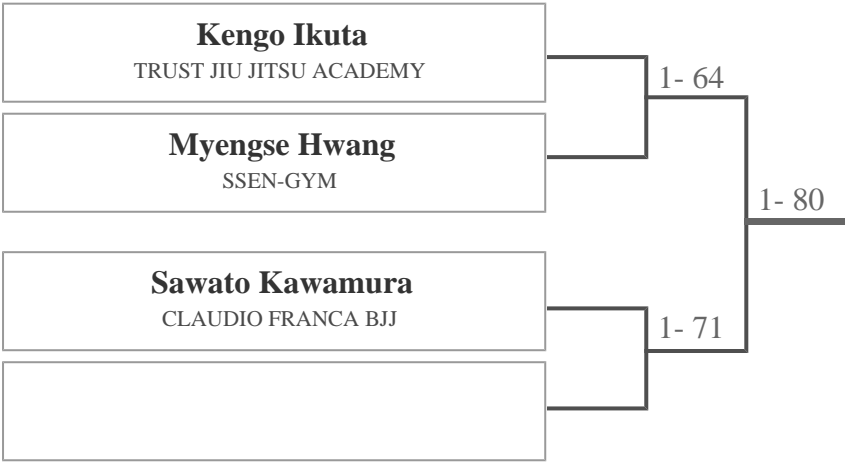 Kengo Ikuta
TRUST JIU JITSU ACADEMY
1- 64
Myengse Hwang
SSEN-GYM
1- 80
Sawato Kawamura
CLAUDIO FRANCA BJJ
1- 71